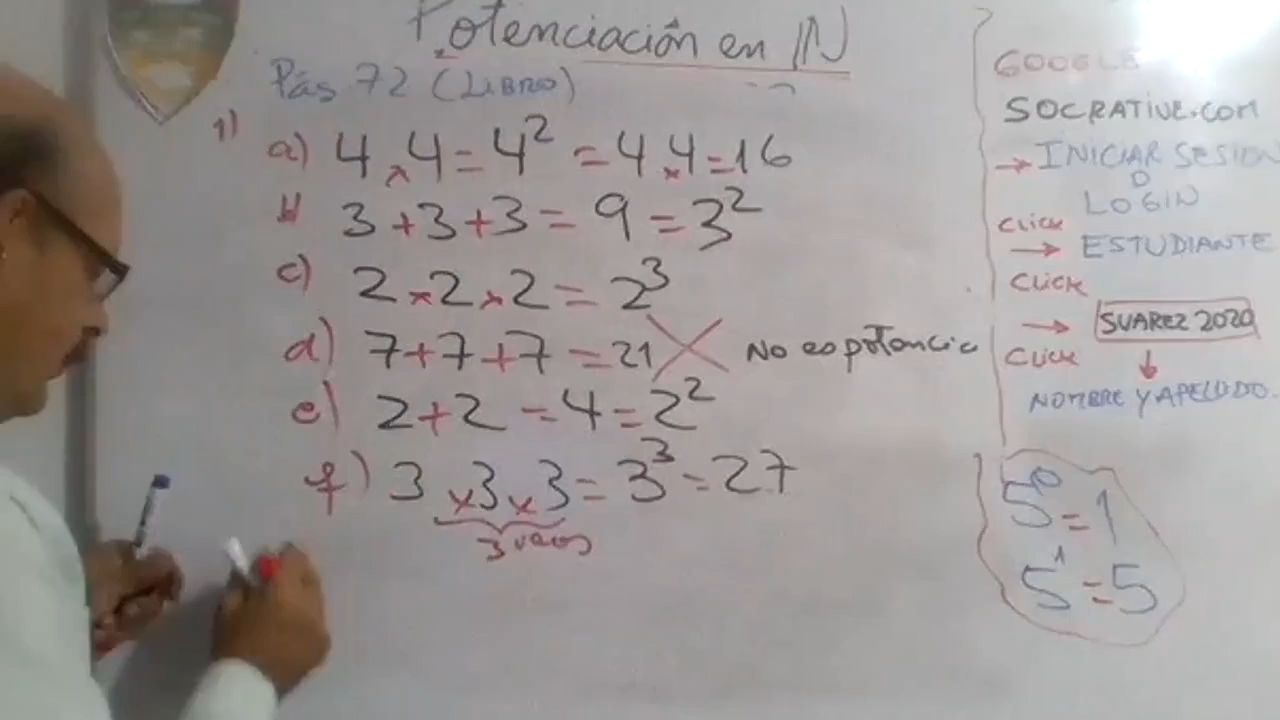 Potenciación en IN
Pág 72 (LIBRO)
1)
a) 4 x 4 = 4² = 4 x 4 = 16
b) 3 + 3 + 3 = 9 = 3²
c) 2 x 2 x 2 = 2³
d) 7 + 7 + 7 = 21 X No es potencia
e) 2 + 2 = 4 = 2²
f) 3 x 3 x 3 = 3³ = 27
3 veces
GOOGLE
SOCRATIVE.COM
→ INICIAR SESION
O
LOGIN
CLICK
→ ESTUDIANTE
CLICK
→ SUAREZ 2020
CLICK ↓
NOMBRE Y APELLIDO.
5⁰ = 1
5¹ = 5